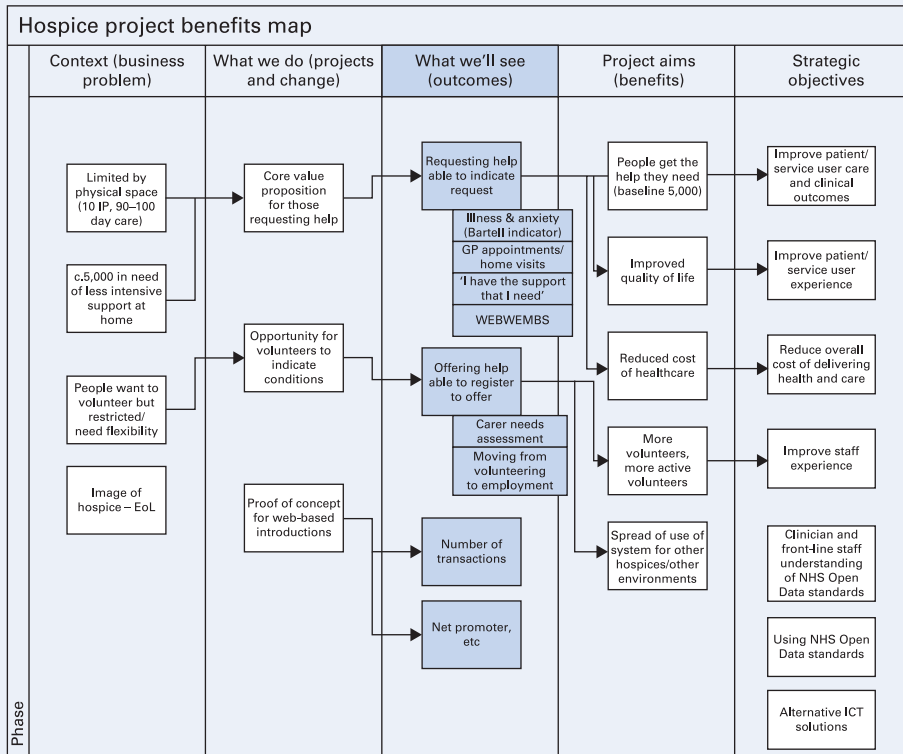 Hospice project benefits map
Context (business
problem)
What we do (projects
and change)
What we'll see
(outcomes)
Project aims
(benefits)
Strategic
objectives
Limited by
physical space
(10 IP, 90–100
day care)
c.5,000 in need
of less intensive
support at
home
People want to
volunteer but
restricted/
need flexibility
Image of
hospice – EoL
Core value
proposition
for those
requesting help
Opportunity for
volunteers to
indicate
conditions
Proof of concept
for web-based
introductions
Requesting help
able to indicate
request
Illness & anxiety
(Bartell indicator)
GP appointments/
home visits
'I have the support
that I need'
WEBWEMBS
Offering help
able to register
to offer
Carer needs
assessment
Moving from
volunteering
to employment
Number of
transactions
Net promoter,
etc
People get the
help they need
(baseline 5,000)
Improved
quality of life
Reduced cost
of healthcare
More
volunteers,
more active
volunteers
Spread of use of
system for other
hospices/other
environments
Improve patient/
service user care
and clinical
outcomes
Improve patient/
service user
experience
Reduce overall
cost of delivering
health and care
Improve staff
experience
Clinician and
front-line staff
understanding
of NHS Open
Data standards
Using NHS Open
Data standards
Alternative ICT
solutions
Phase